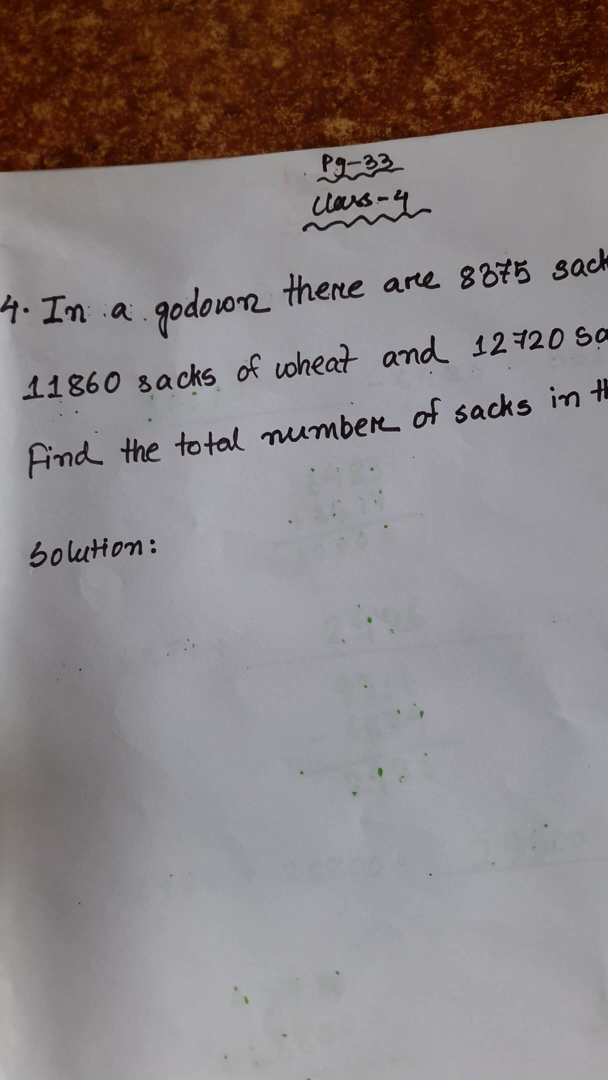 Pg-33
Class-4
4. In a godown there are 8375 sack
11860 sacks of wheat and 12720 sa
Find the total number of sacks in th
Solution: